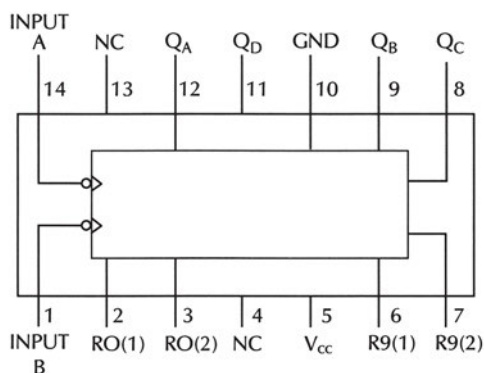 INPUT
A NC QA QD GND QB QC
14 13 12 11 10 9 8
1 2 3 4 5 6 7
INPUT RO(1) RO(2) NC Vcc R9(1) R9(2)
B